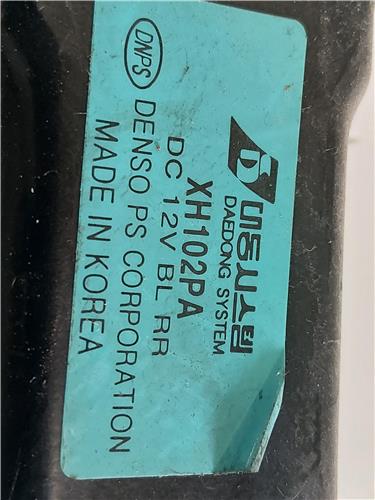 대동시스템
DAEDONG SYSTEM
XH102PA
DC 12V BL RR
DNPS DENSO PS CORPORATION
MADE IN KOREA